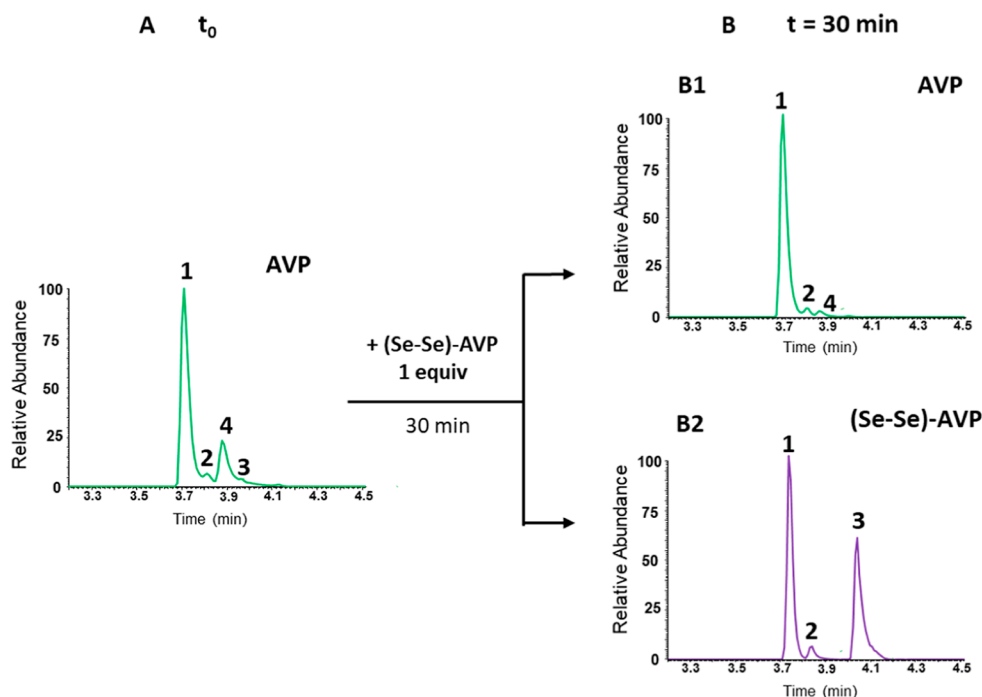 A t₀
B t = 30 min
B1 AVP
1
2
4
Relative Abundance
100
75
50
25
0
3.3 3.5 3.7 3.9 4.1 4.3 4.5
Time (min)
AVP
1
2
4
3
Relative Abundance
100
75
50
25
0
3.3 3.5 3.7 3.9 4.1 4.3 4.5
Time (min)
+ (Se-Se)-AVP
1 equiv
30 min
B2 (Se-Se)-AVP
1
2
3
Relative Abundance
100
75
50
25
0
3.3 3.5 3.7 3.9 4.1 4.3 4.5
Time (min)